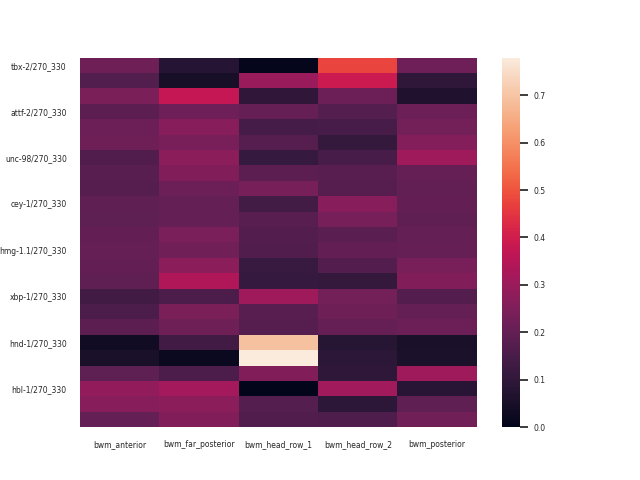 tbx-2/270_330
attf-2/270_330
unc-98/270_330
cey-1/270_330
hmg-1.1/270_330
xbp-1/270_330
hnd-1/270_330
hbl-1/270_330
bwm_anterior
bwm_far_posterior
bwm_head_row_1
bwm_head_row_2
bwm_posterior
0.7
0.6
0.5
0.4
0.3
0.2
0.1
0.0